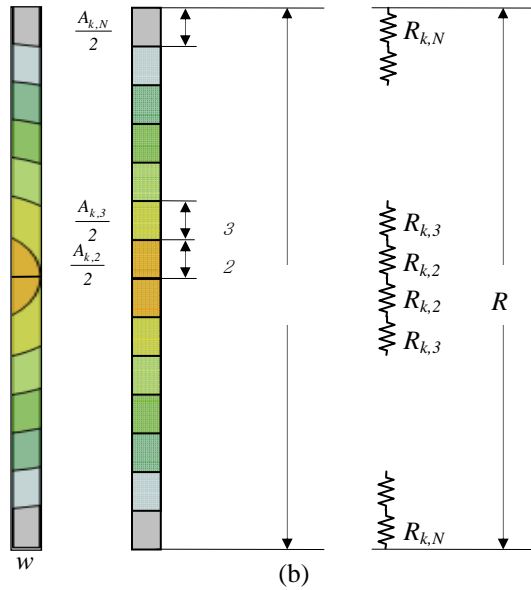 A_{k,N}/2
R_{k,N}
A_{k,3}/2
3
R_{k,3}
A_{k,2}/2
2
R_{k,2}
R_{k,2}
R
R_{k,3}
R_{k,N}
w
(b)